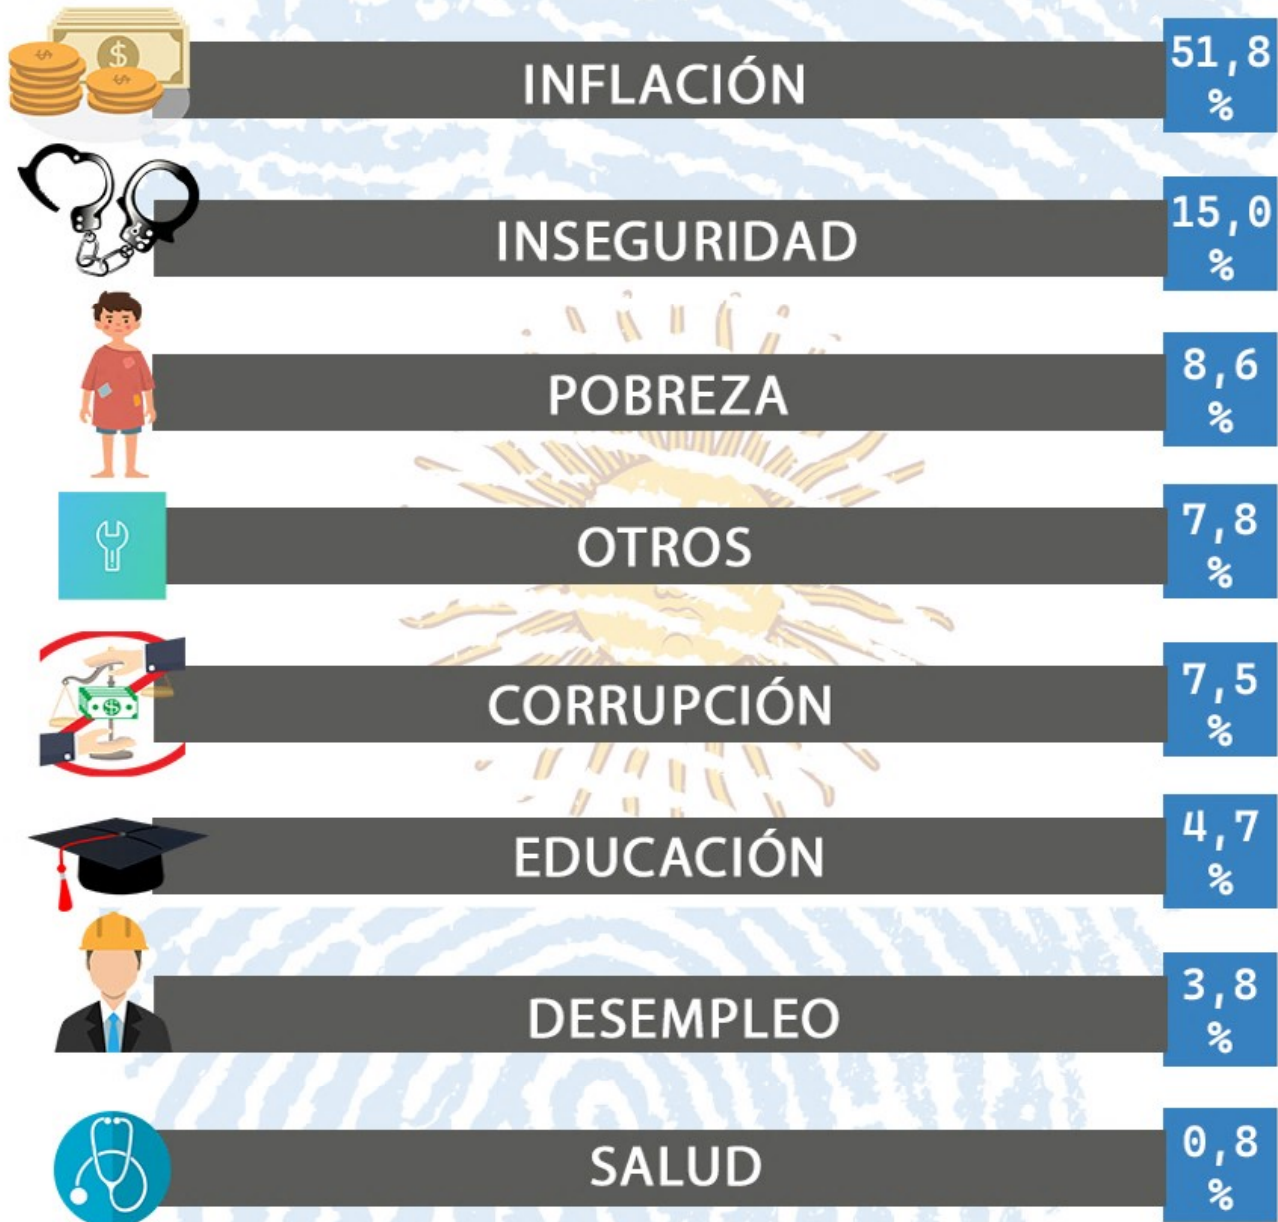 INFLACIÓN
51,8
%
INSEGURIDAD
15,0
%
POBREZA
8,6
%
OTROS
7,8
%
CORRUPCIÓN
7,5
%
EDUCACIÓN
4,7
%
DESEMPLEO
3,8
%
SALUD
0,8
%